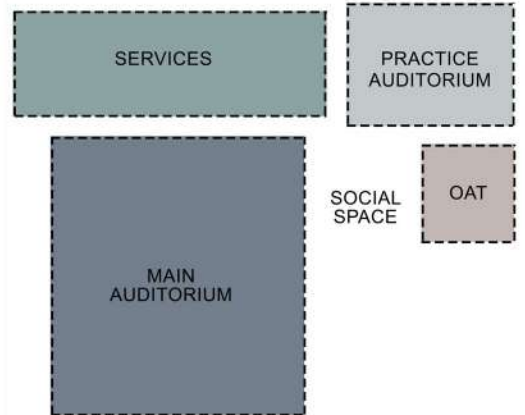 SERVICES
PRACTICE
AUDITORIUM
SOCIAL
SPACE
OAT
MAIN
AUDITORIUM